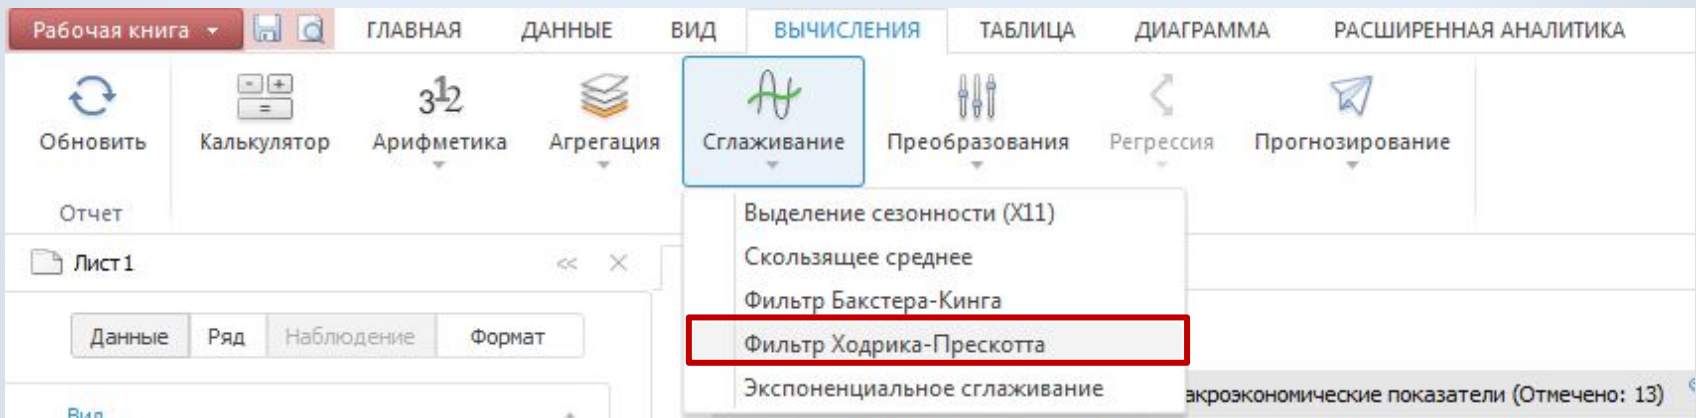 Рабочая книга ГЛАВНАЯ ДАННЫЕ ВИД ВЫЧИСЛЕНИЯ ТАБЛИЦА ДИАГРАММА РАСШИРЕННАЯ АНАЛИТИКА
Обновить Калькулятор Арифметика Агрегация Сглаживание Преобразования Регрессия Прогнозирование
Отчет
Выделение сезонности (X11)
Лист1
Скользящее среднее
Фильтр Бакстера-Кинга
Данные Ряд Наблюдение Формат
Фильтр Ходрика-Прескотта
Экспоненциальное сглаживание
акроэкономические показатели (Отмечено: 13)
Вид